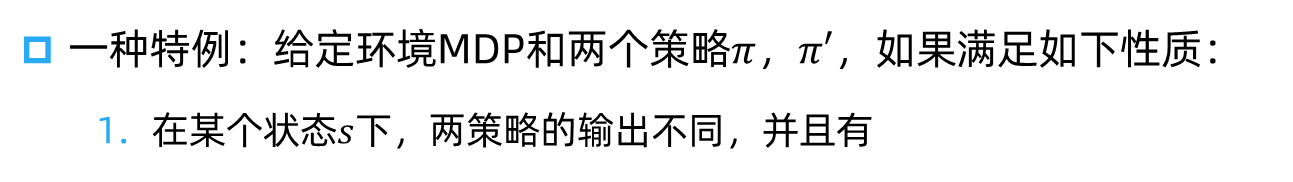 一种特例：给定环境MDP和两个策略π，π′，如果满足如下性质：
1. 在某个状态s下，两策略的输出不同，并且有